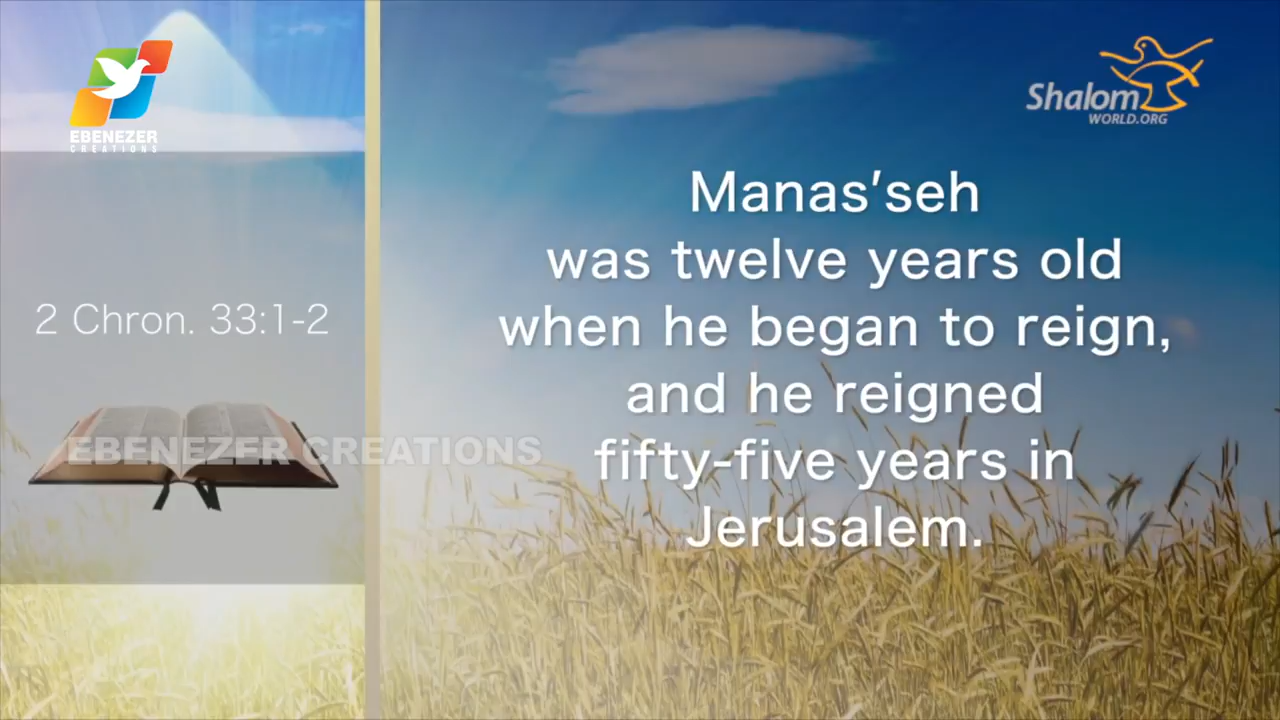 EBENEZER
CREATIONS
Shalom
WORLD.ORG
2 Chron. 33:1-2
EBENEZER CREATIONS
Manas'seh
was twelve years old
when he began to reign,
and he reigned
fifty-five years in
Jerusalem.